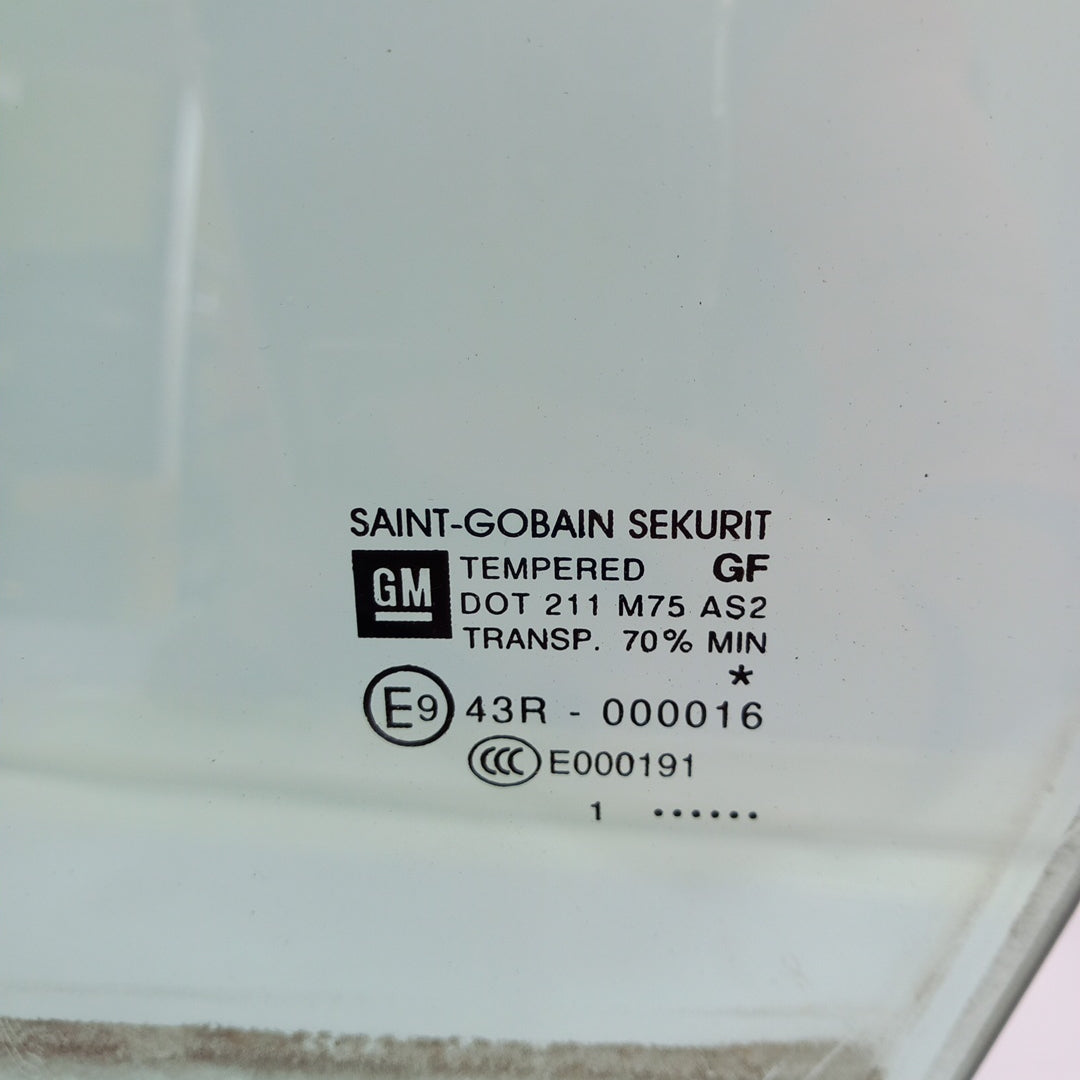 SAINT-GOBAIN SEKURIT
GM
TEMPERED GF
DOT 211 M75 AS2
TRANSP. 70% MIN
*
E9 43R - 000016
CCC E000191
1 ......